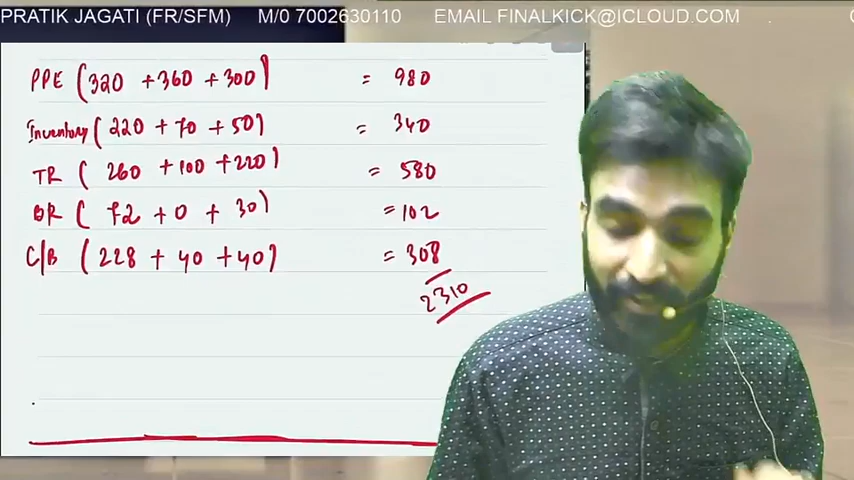 PRATIK JAGATI (FR/SFM) M/0 7002630110 EMAIL FINALKICK@ICLOUD.COM
PPE (320 +360 +300) = 980
Inventory (220 + 70 + 50) = 340
TR (260 +100 +220) = 580
BR (72 + 0 + 30) = 102
C/B (228 + 40 +40) = 308
2310